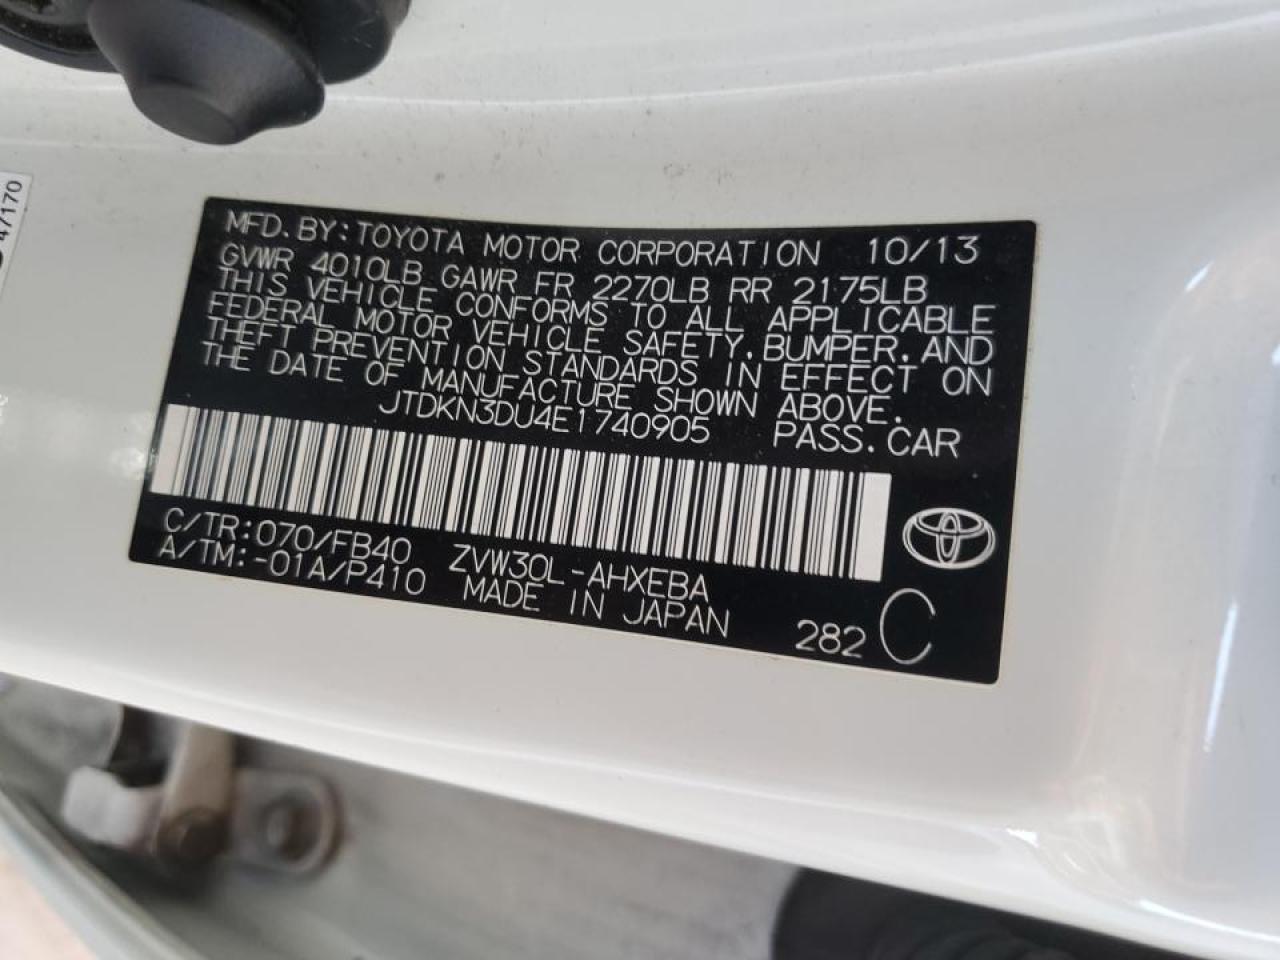 47170
MFD. BY: TOYOTA MOTOR CORPORATION 10/13
GVWR 4010LB GAWR FR 2270LB RR 2175LB
THIS VEHICLE CONFORMS TO ALL APPLICABLE
FEDERAL MOTOR VEHICLE SAFETY, BUMPER, AND
THEFT PREVENTION STANDARDS IN EFFECT ON
THE DATE OF MANUFACTURE SHOWN ABOVE.
JTDKN3DU4E1740905 PASS. CAR
C/TR: 070/FB40 ZVW30L-AHXEBA
A/TM: -01A/P410 MADE IN JAPAN
282 C